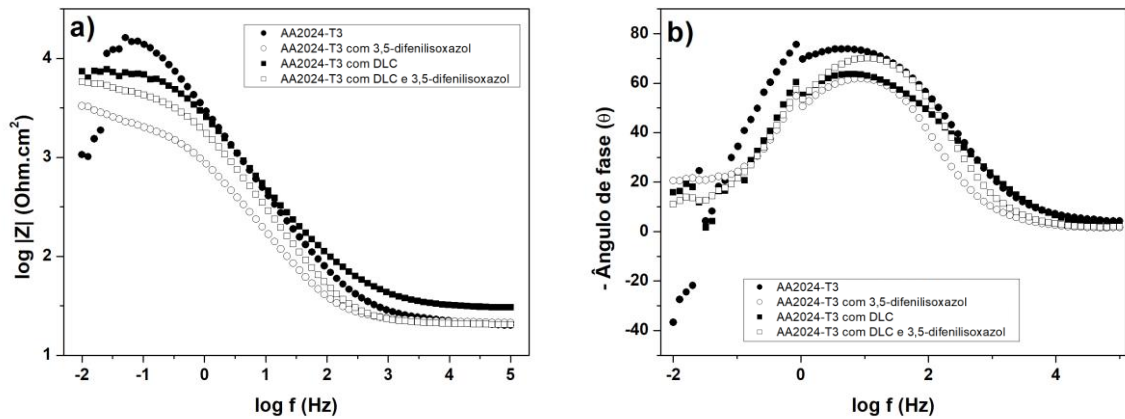 a)
AA2024-T3
AA2024-T3 com 3,5-difenilisoxazol
AA2024-T3 com DLC
AA2024-T3 com DLC e 3,5-difenilisoxazol
log |Z| (Ohm.cm²)
4
3
2
1
-2 -1 0 1 2 3 4 5
log f (Hz)
b)
- Ângulo de fase (θ)
80
60
40
20
0
-20
-40
AA2024-T3
AA2024-T3 com 3,5-difenilisoxazol
AA2024-T3 com DLC
AA2024-T3 com DLC e 3,5-difenilisoxazol
-2 0 2 4
log f (Hz)